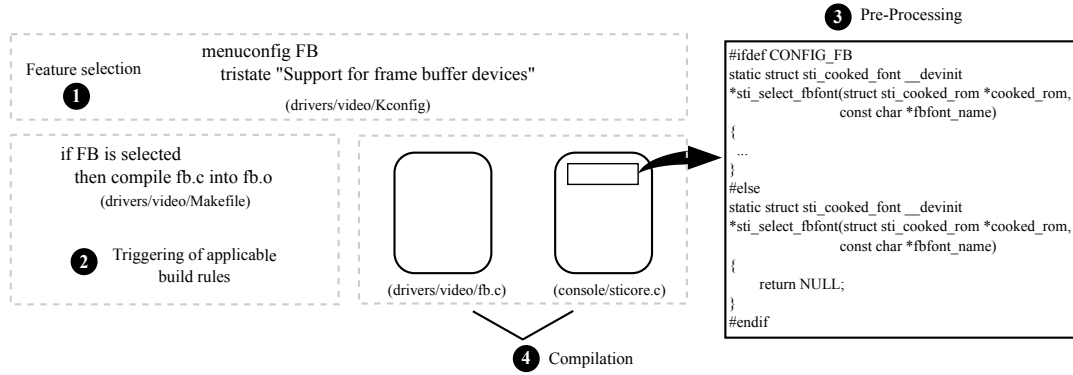 Feature selection
1
menuconfig FB
tristate "Support for frame buffer devices"
(drivers/video/Kconfig)
if FB is selected
then compile fb.c into fb.o
(drivers/video/Makefile)
2
Triggering of applicable
build rules
(drivers/video/fb.c)
(console/sticore.c)
4
Compilation
3
Pre-Processing
#ifdef CONFIG_FB
static struct sti_cooked_font __devinit
*sti_select_fbfont(struct sti_cooked_rom *cooked_rom,
const char *fbfont_name)
{
...
}
#else
static struct sti_cooked_font __devinit
*sti_select_fbfont(struct sti_cooked_rom *cooked_rom,
const char *fbfont_name)
{
return NULL;
}
#endif